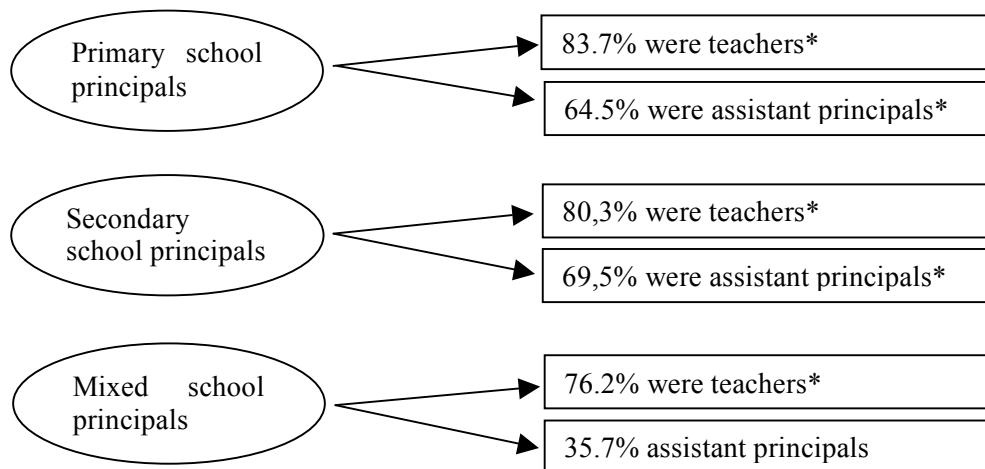 Primary school
principals
83.7% were teachers*
64.5% were assistant principals*
Secondary
school principals
80,3% were teachers*
69,5% were assistant principals*
Mixed school
principals
76.2% were teachers*
35.7% assistant principals